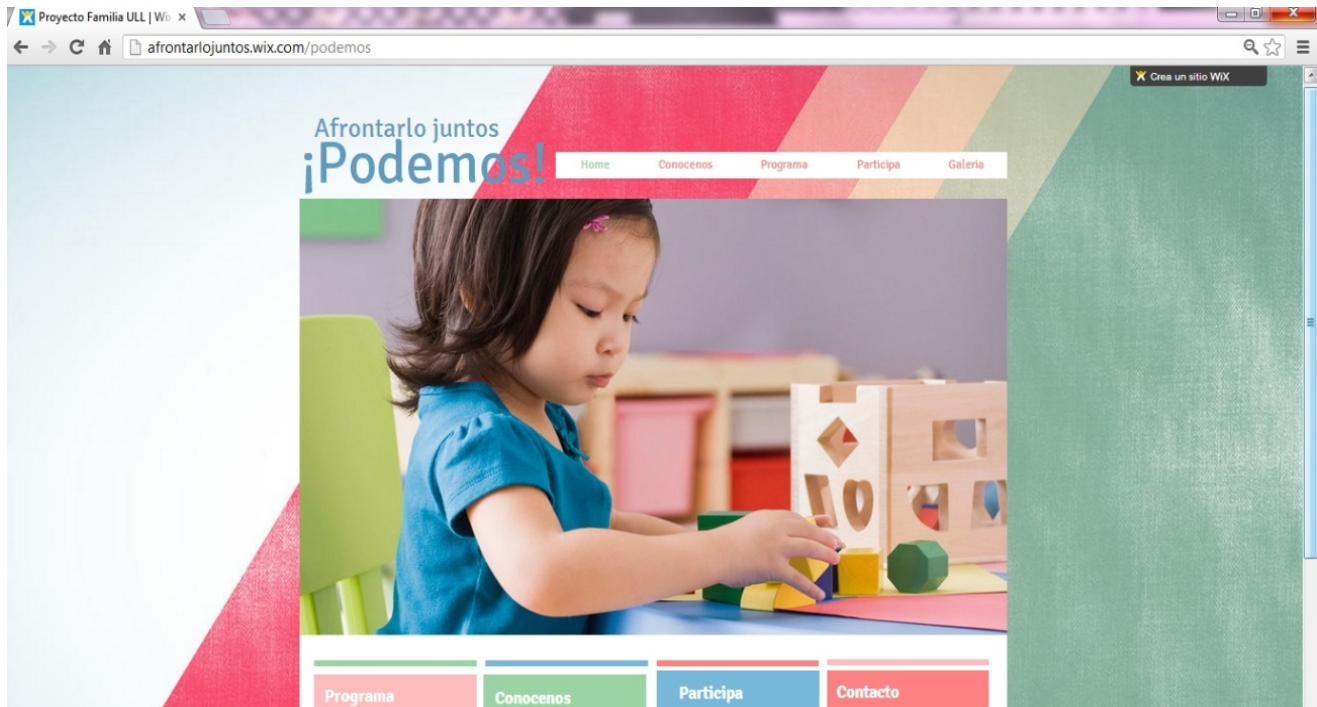 Proyecto Familia ULL | Wix
afrontarlojuntos.wix.com/podemos
Crea un sitio WiX
Afrontarlo juntos
¡Podemos!
Home Conocenos Programa Participa Galeria
Programa Conocenos Participa Contacto